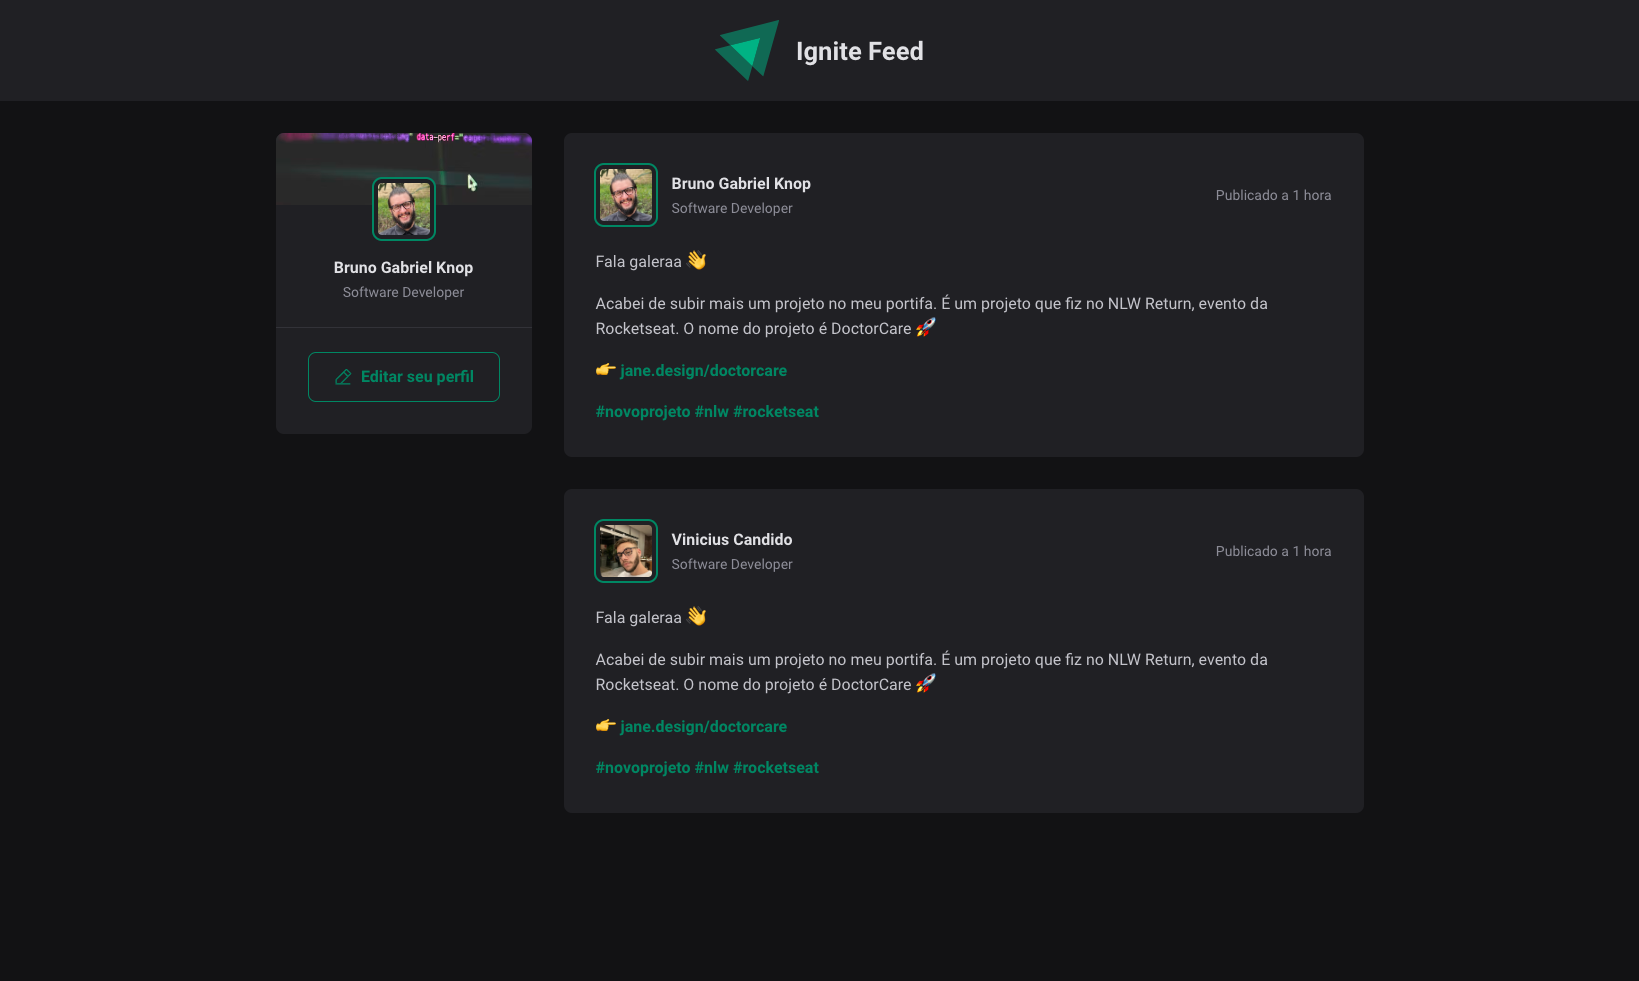 Ignite Feed
data-perf="
Bruno Gabriel Knop
Software Developer
Editar seu perfil
Bruno Gabriel Knop
Software Developer
Publicado a 1 hora
Fala galeraa 👋
Acabei de subir mais um projeto no meu portifa. É um projeto que fiz no NLW Return, evento da
Rocketseat. O nome do projeto é DoctorCare 🚀
👉 jane.design/doctorcare
#novoprojeto #nlw #rocketseat
Vinicius Candido
Software Developer
Publicado a 1 hora
Fala galeraa 👋
Acabei de subir mais um projeto no meu portifa. É um projeto que fiz no NLW Return, evento da
Rocketseat. O nome do projeto é DoctorCare 🚀
👉 jane.design/doctorcare
#novoprojeto #nlw #rocketseat